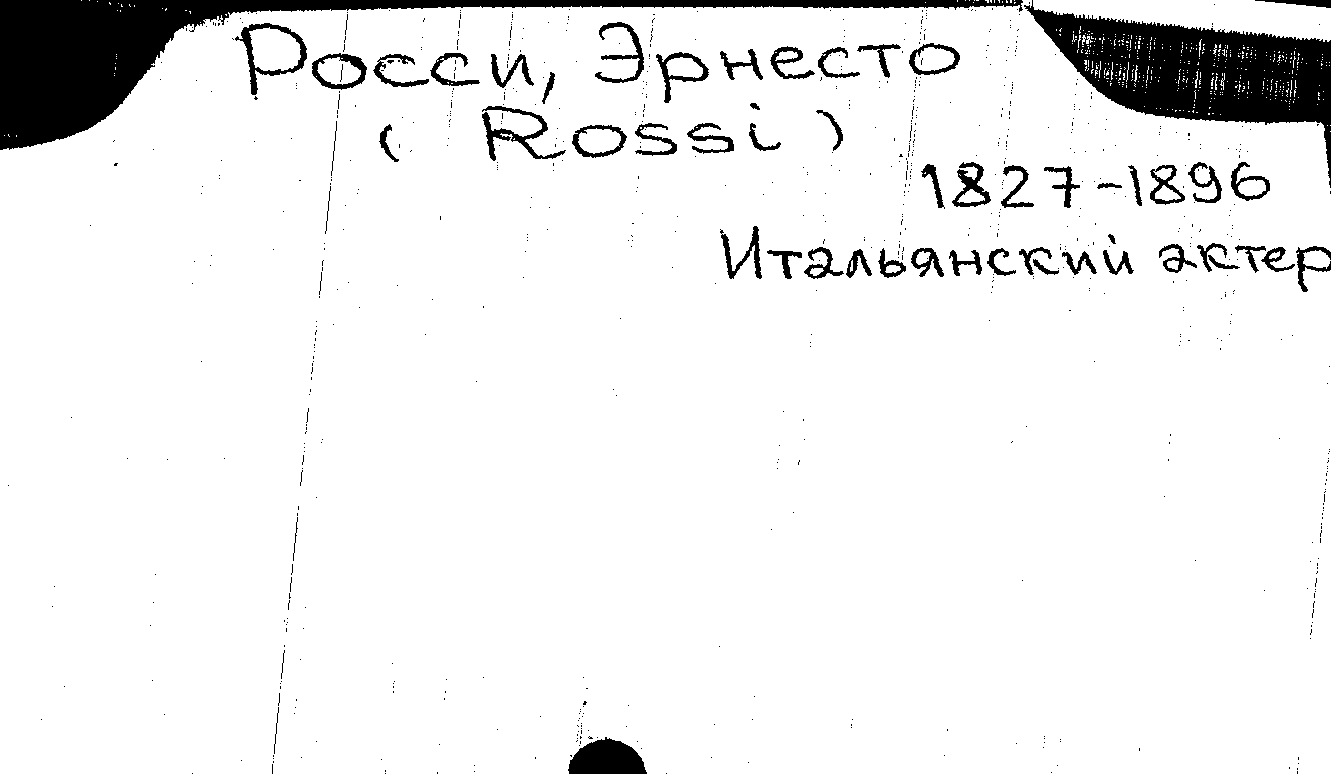 Росси, Эрнесто
( Rossi )
1827-1896
Итальянский актер